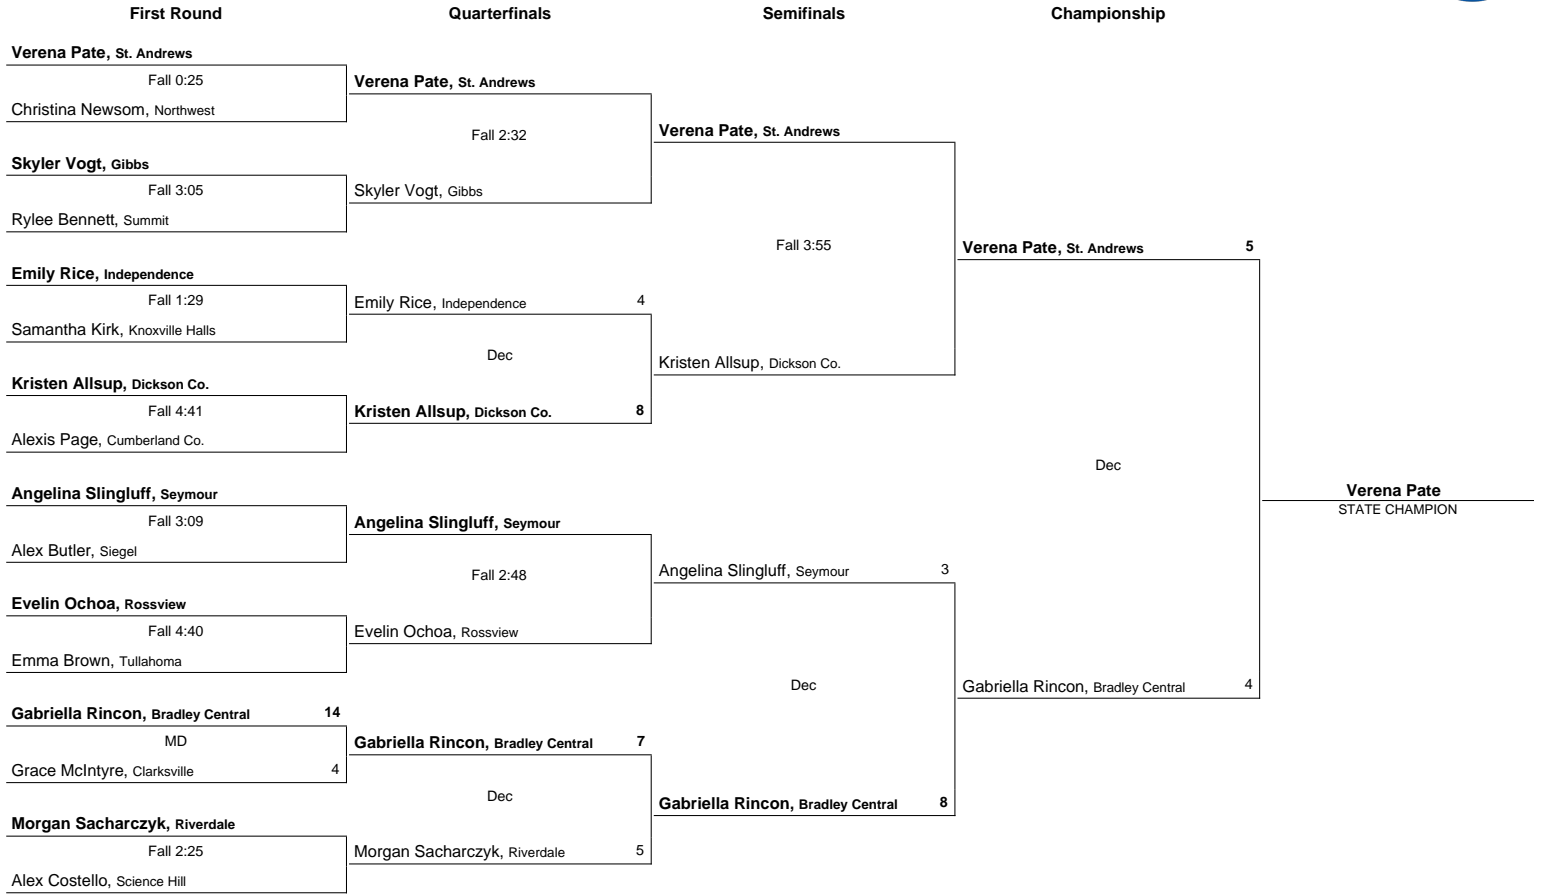 First Round
Quarterfinals
Semifinals
Championship
Verena Pate, St. Andrews
Fall 0:25
Christina Newsom, Northwest
Skyler Vogt, Gibbs
Fall 3:05
Rylee Bennett, Summit
Emily Rice, Independence
Fall 1:29
Samantha Kirk, Knoxville Halls
Kristen Allsup, Dickson Co.
Fall 4:41
Alexis Page, Cumberland Co.
Angelina Slingluff, Seymour
Fall 3:09
Alex Butler, Siegel
Evelin Ochoa, Rossview
Fall 4:40
Emma Brown, Tullahoma
Gabriella Rincon, Bradley Central 14
MD
Grace McIntyre, Clarksville 4
Morgan Sacharczyk, Riverdale
Fall 2:25
Alex Costello, Science Hill
Verena Pate, St. Andrews
Fall 2:32
Skyler Vogt, Gibbs
Emily Rice, Independence 4
Dec
Kristen Allsup, Dickson Co. 8
Angelina Slingluff, Seymour
Fall 2:48
Evelin Ochoa, Rossview
Gabriella Rincon, Bradley Central 7
Dec
Morgan Sacharczyk, Riverdale 5
Verena Pate, St. Andrews
Fall 3:55
Kristen Allsup, Dickson Co.
Angelina Slingluff, Seymour 3
Dec
Gabriella Rincon, Bradley Central 8
Verena Pate, St. Andrews 5
Dec
Gabriella Rincon, Bradley Central 4
Verena Pate
STATE CHAMPION